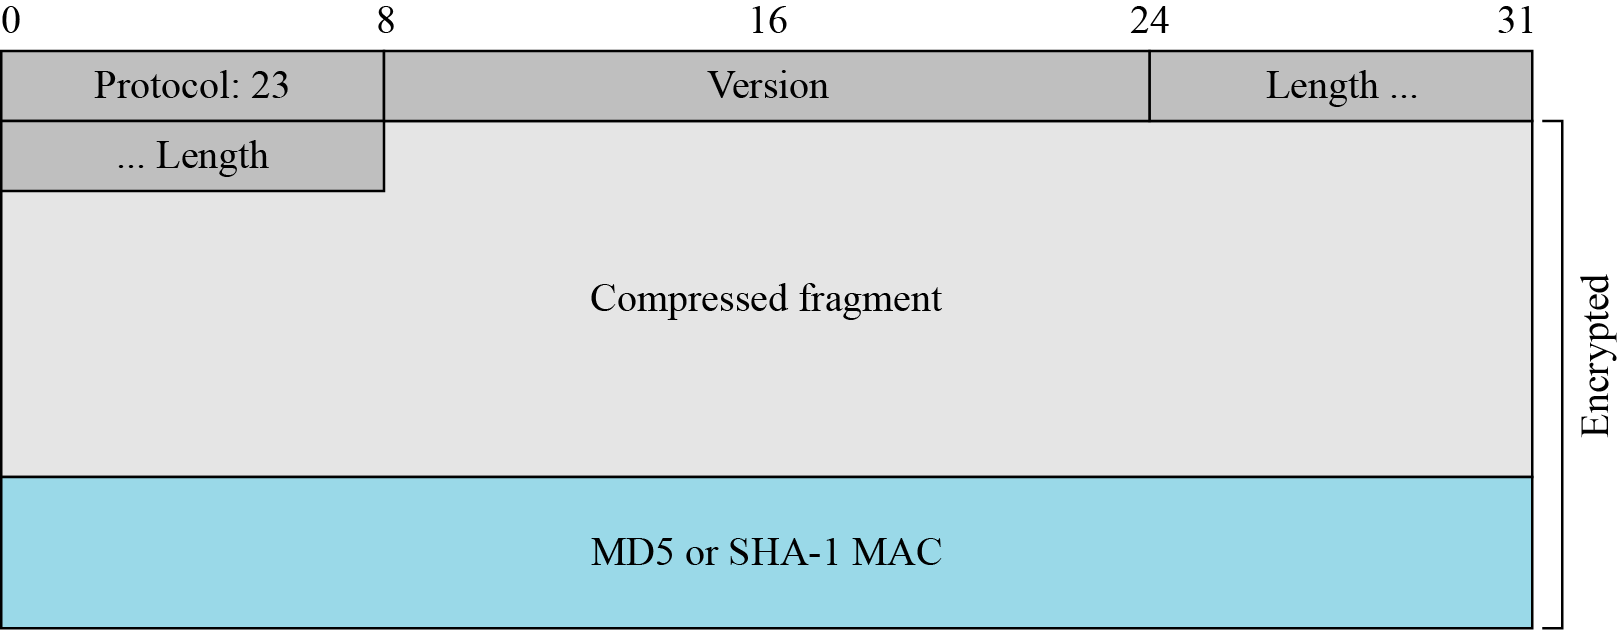 0 8 16 24 31
Protocol: 23 Version Length ...
... Length
Compressed fragment
Encrypted
MD5 or SHA-1 MAC